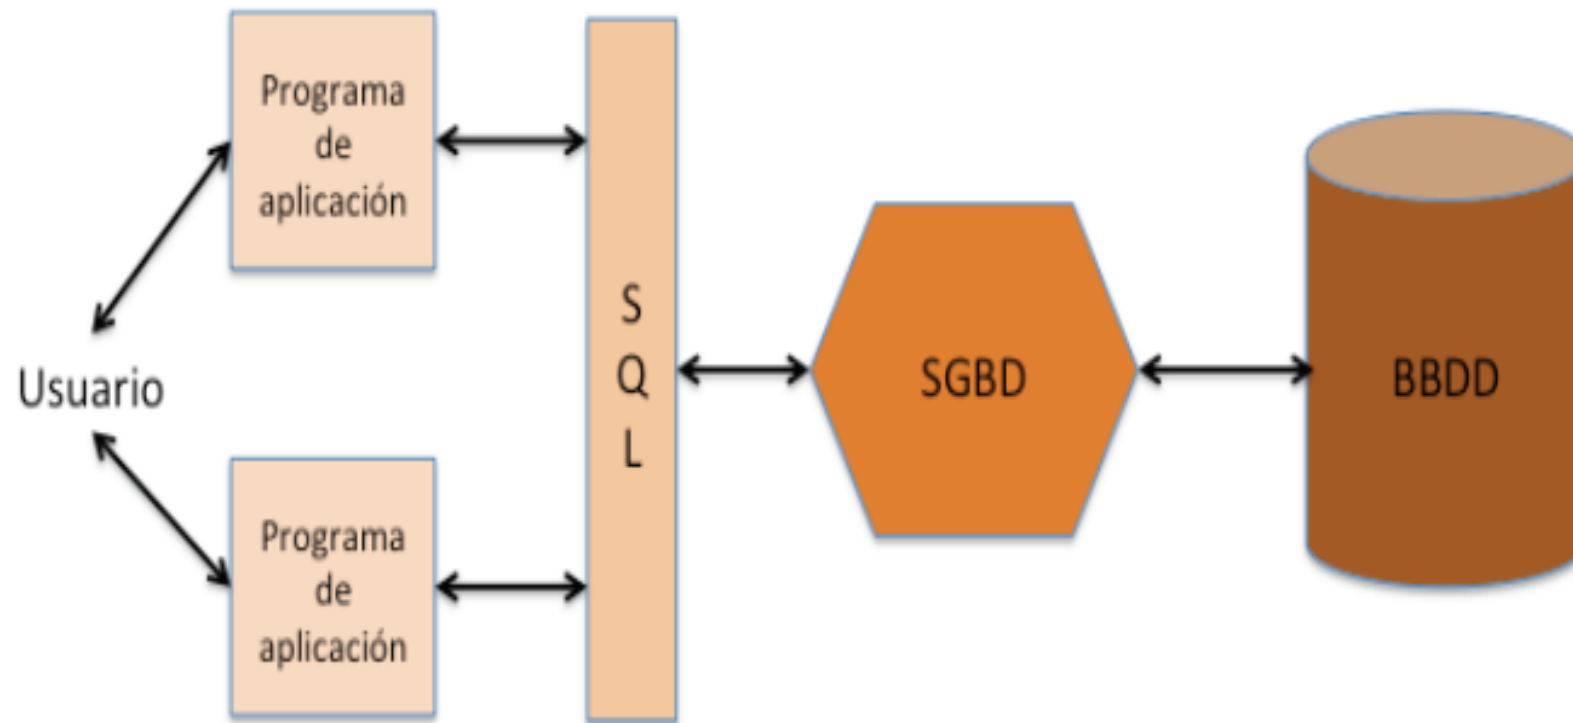 Programa
de
aplicación
Usuario
Programa
de
aplicación
S
Q
L
SGBD
BBDD